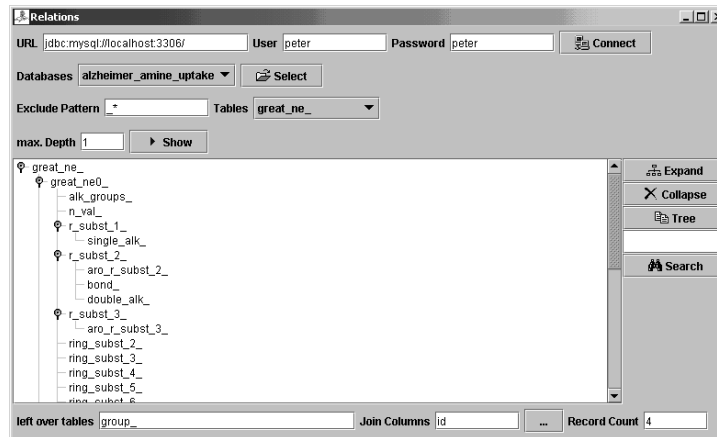 Relations
URL jdbc:mysql://localhost:3306/ User peter Password peter Connect
Databases alzheimer_amine_uptake Select
Exclude Pattern _* Tables great_ne_
max. Depth 1 Show
great_ne_
great_ne0_
alk_groups_
n_val_
r_subst_1_
single_alk_
r_subst_2_
aro_r_subst_2_
bond_
double_alk_
r_subst_3_
aro_r_subst_3_
ring_subst_2_
ring_subst_3_
ring_subst_4_
ring_subst_5_
ring_subst_6_
Expand
Collapse
Tree
Search
left over tables group_ Join Columns id ... Record Count 4